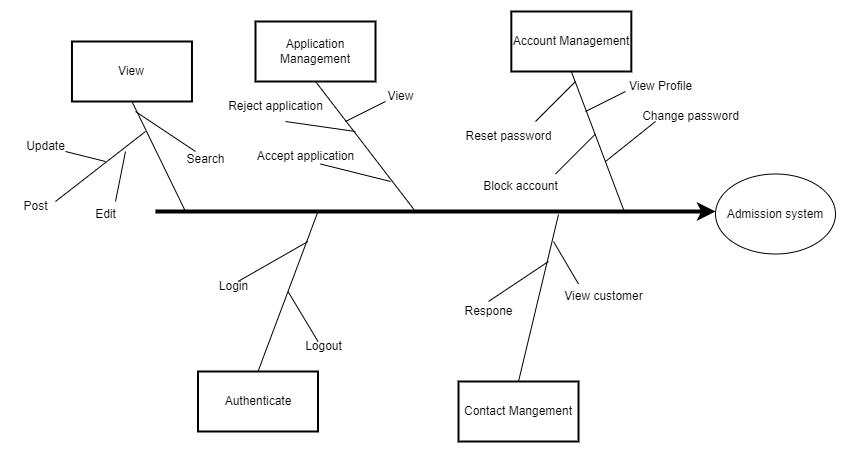 View
Application
Management
Account Management
Reject application
View
View Profile
Change password
Update
Search
Accept application
Reset password
Post
Edit
Block account
Admission system
Login
Logout
Respone
View customer
Authenticate
Contact Mangement